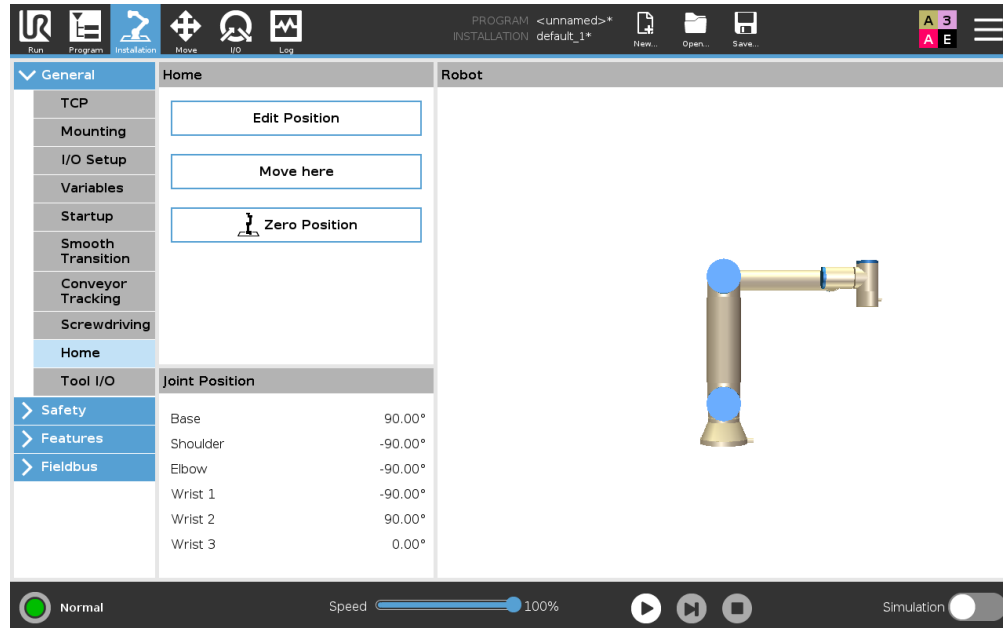 UR
PROGRAM <unnamed>*
INSTALLATION default_1*
Run Program Installation Move I/O Log New... Open... Save...
A 3
A E
General
TCP
Mounting
I/O Setup
Variables
Startup
Smooth
Transition
Conveyor
Tracking
Screwdriving
Home
Tool I/O
Safety
Features
Fieldbus
Home
Edit Position
Move here
Zero Position
Joint Position
Base 90.00°
Shoulder -90.00°
Elbow -90.00°
Wrist 1 -90.00°
Wrist 2 90.00°
Wrist 3 0.00°
Robot
Normal Speed 100% Simulation